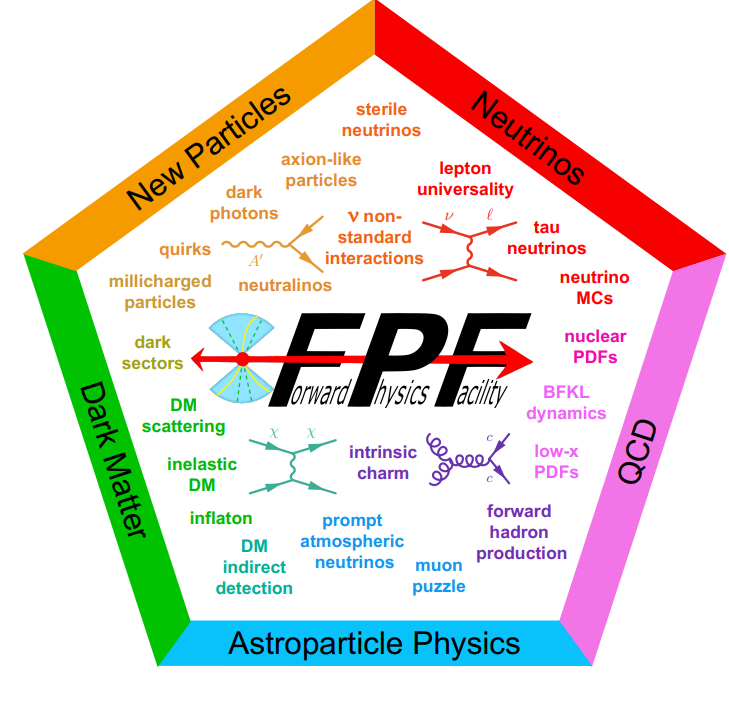 New Particles
Neutrinos
sterile
neutrinos
axion-like
particles
lepton
universality
dark
photons
ν non-
standard
interactions
ν
ℓ
tau
neutrinos
quirks
A′
neutralinos
neutrino
MCs
millicharged
particles
dark
sectors
FPF
Forward Physics Facility
nuclear
PDFs
BFKL
dynamics
DM
scattering
χ χ
intrinsic
charm
c
c
low-x
PDFs
inelastic
DM
inflaton
prompt
atmospheric
neutrinos
forward
hadron
production
DM
indirect
detection
muon
puzzle
Dark Matter
QCD
Astroparticle Physics